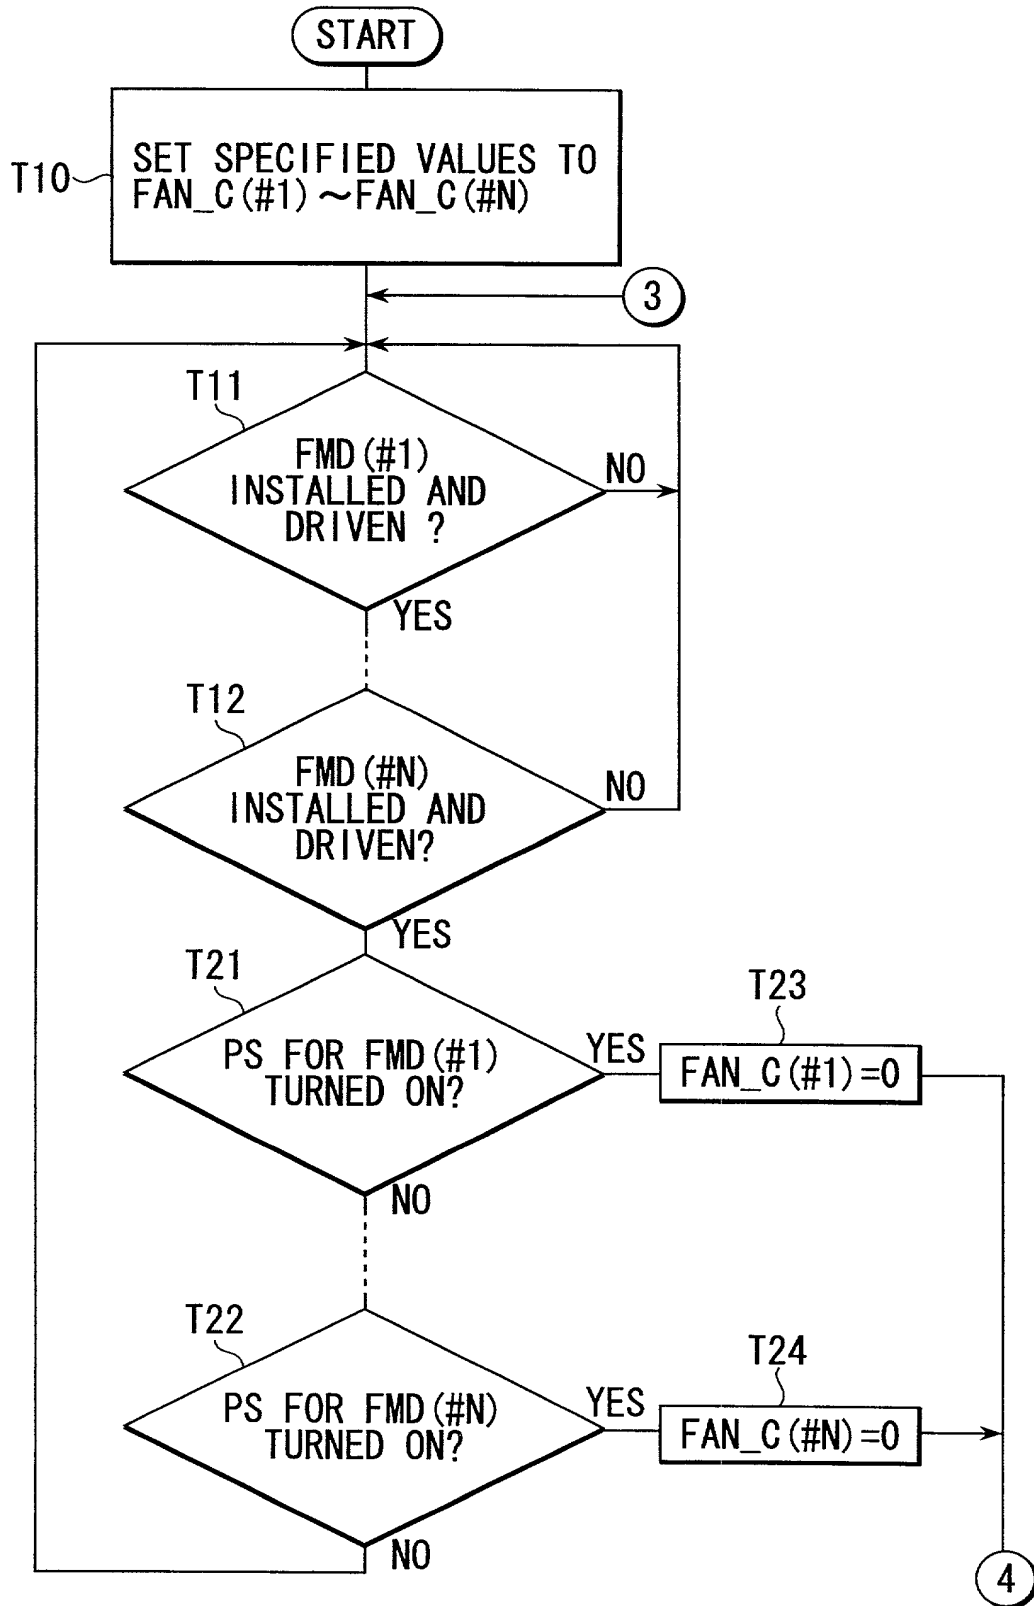 START
T10
SET SPECIFIED VALUES TO
FAN_C(#1)~FAN_C(#N)
3
T11
FMD(#1)
INSTALLED AND
DRIVEN ?
NO
YES
T12
FMD(#N)
INSTALLED AND
DRIVEN?
NO
YES
T21
PS FOR FMD(#1)
TURNED ON?
YES
T23
FAN_C(#1)=0
NO
T22
PS FOR FMD(#N)
TURNED ON?
YES
T24
FAN_C(#N)=0
NO
4